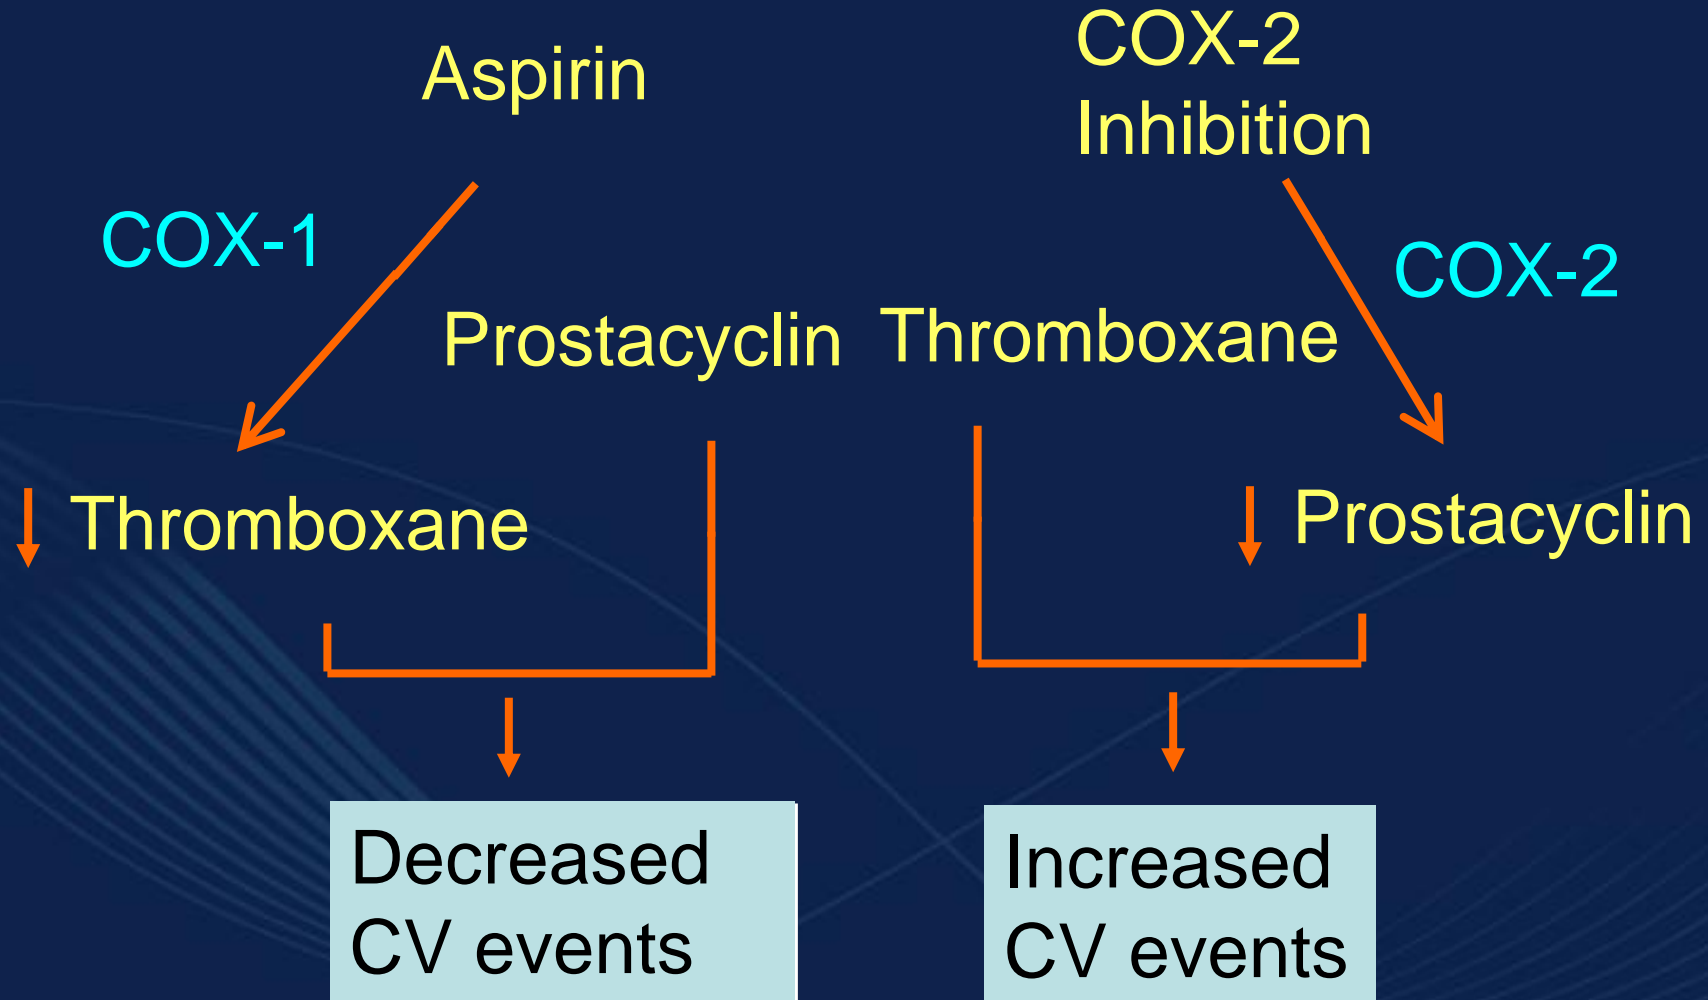 Aspirin
COX-2
Inhibition
COX-1
COX-2
Prostacyclin
Thromboxane
Thromboxane
Prostacyclin
Decreased
CV events
Increased
CV events